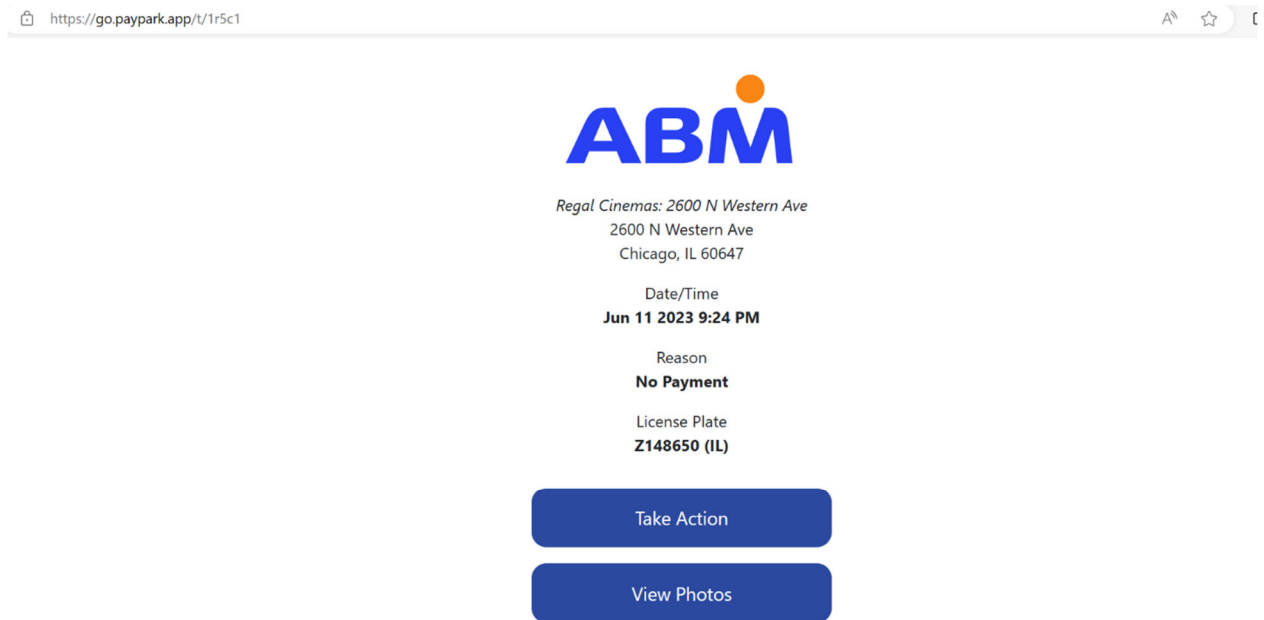 https://go.paypark.app/t/1r5c1
ABM
Regal Cinemas: 2600 N Western Ave
2600 N Western Ave
Chicago, IL 60647
Date/Time
Jun 11 2023 9:24 PM
Reason
No Payment
License Plate
Z148650 (IL)
Take Action
View Photos